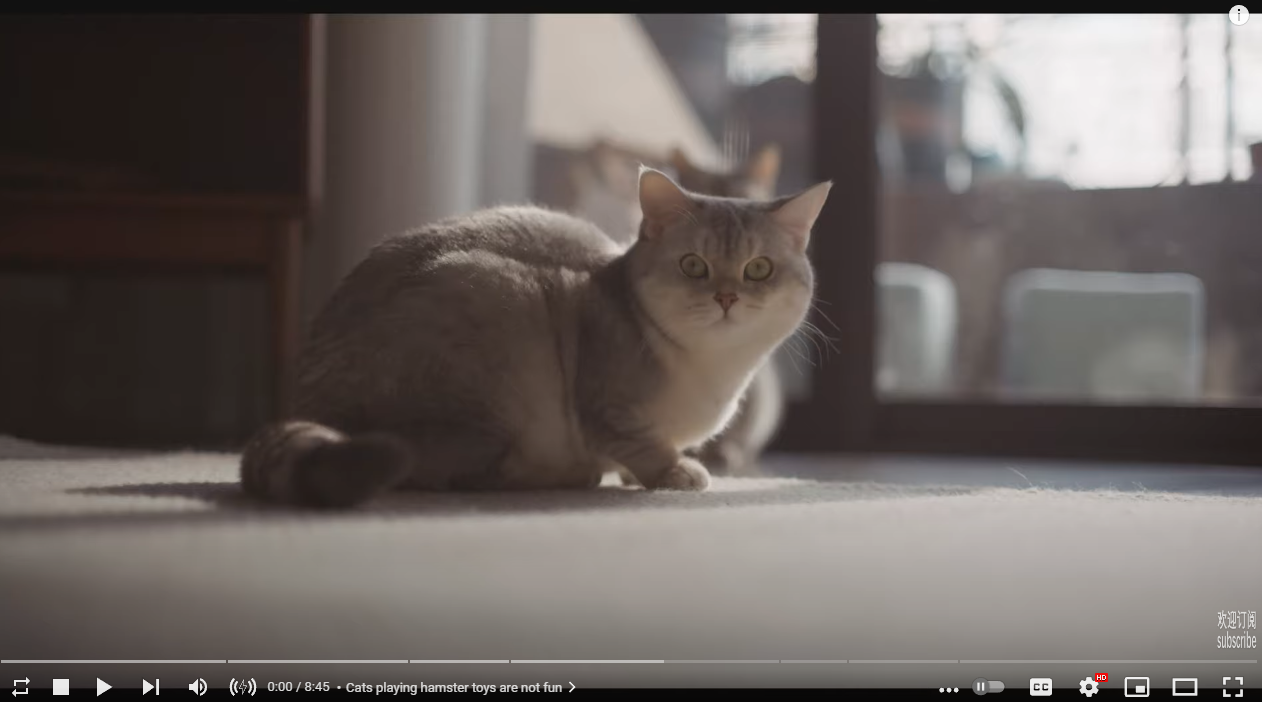 欢迎订阅
subscribe
0:00 / 8:45 • Cats playing hamster toys are not fun
CC
HD